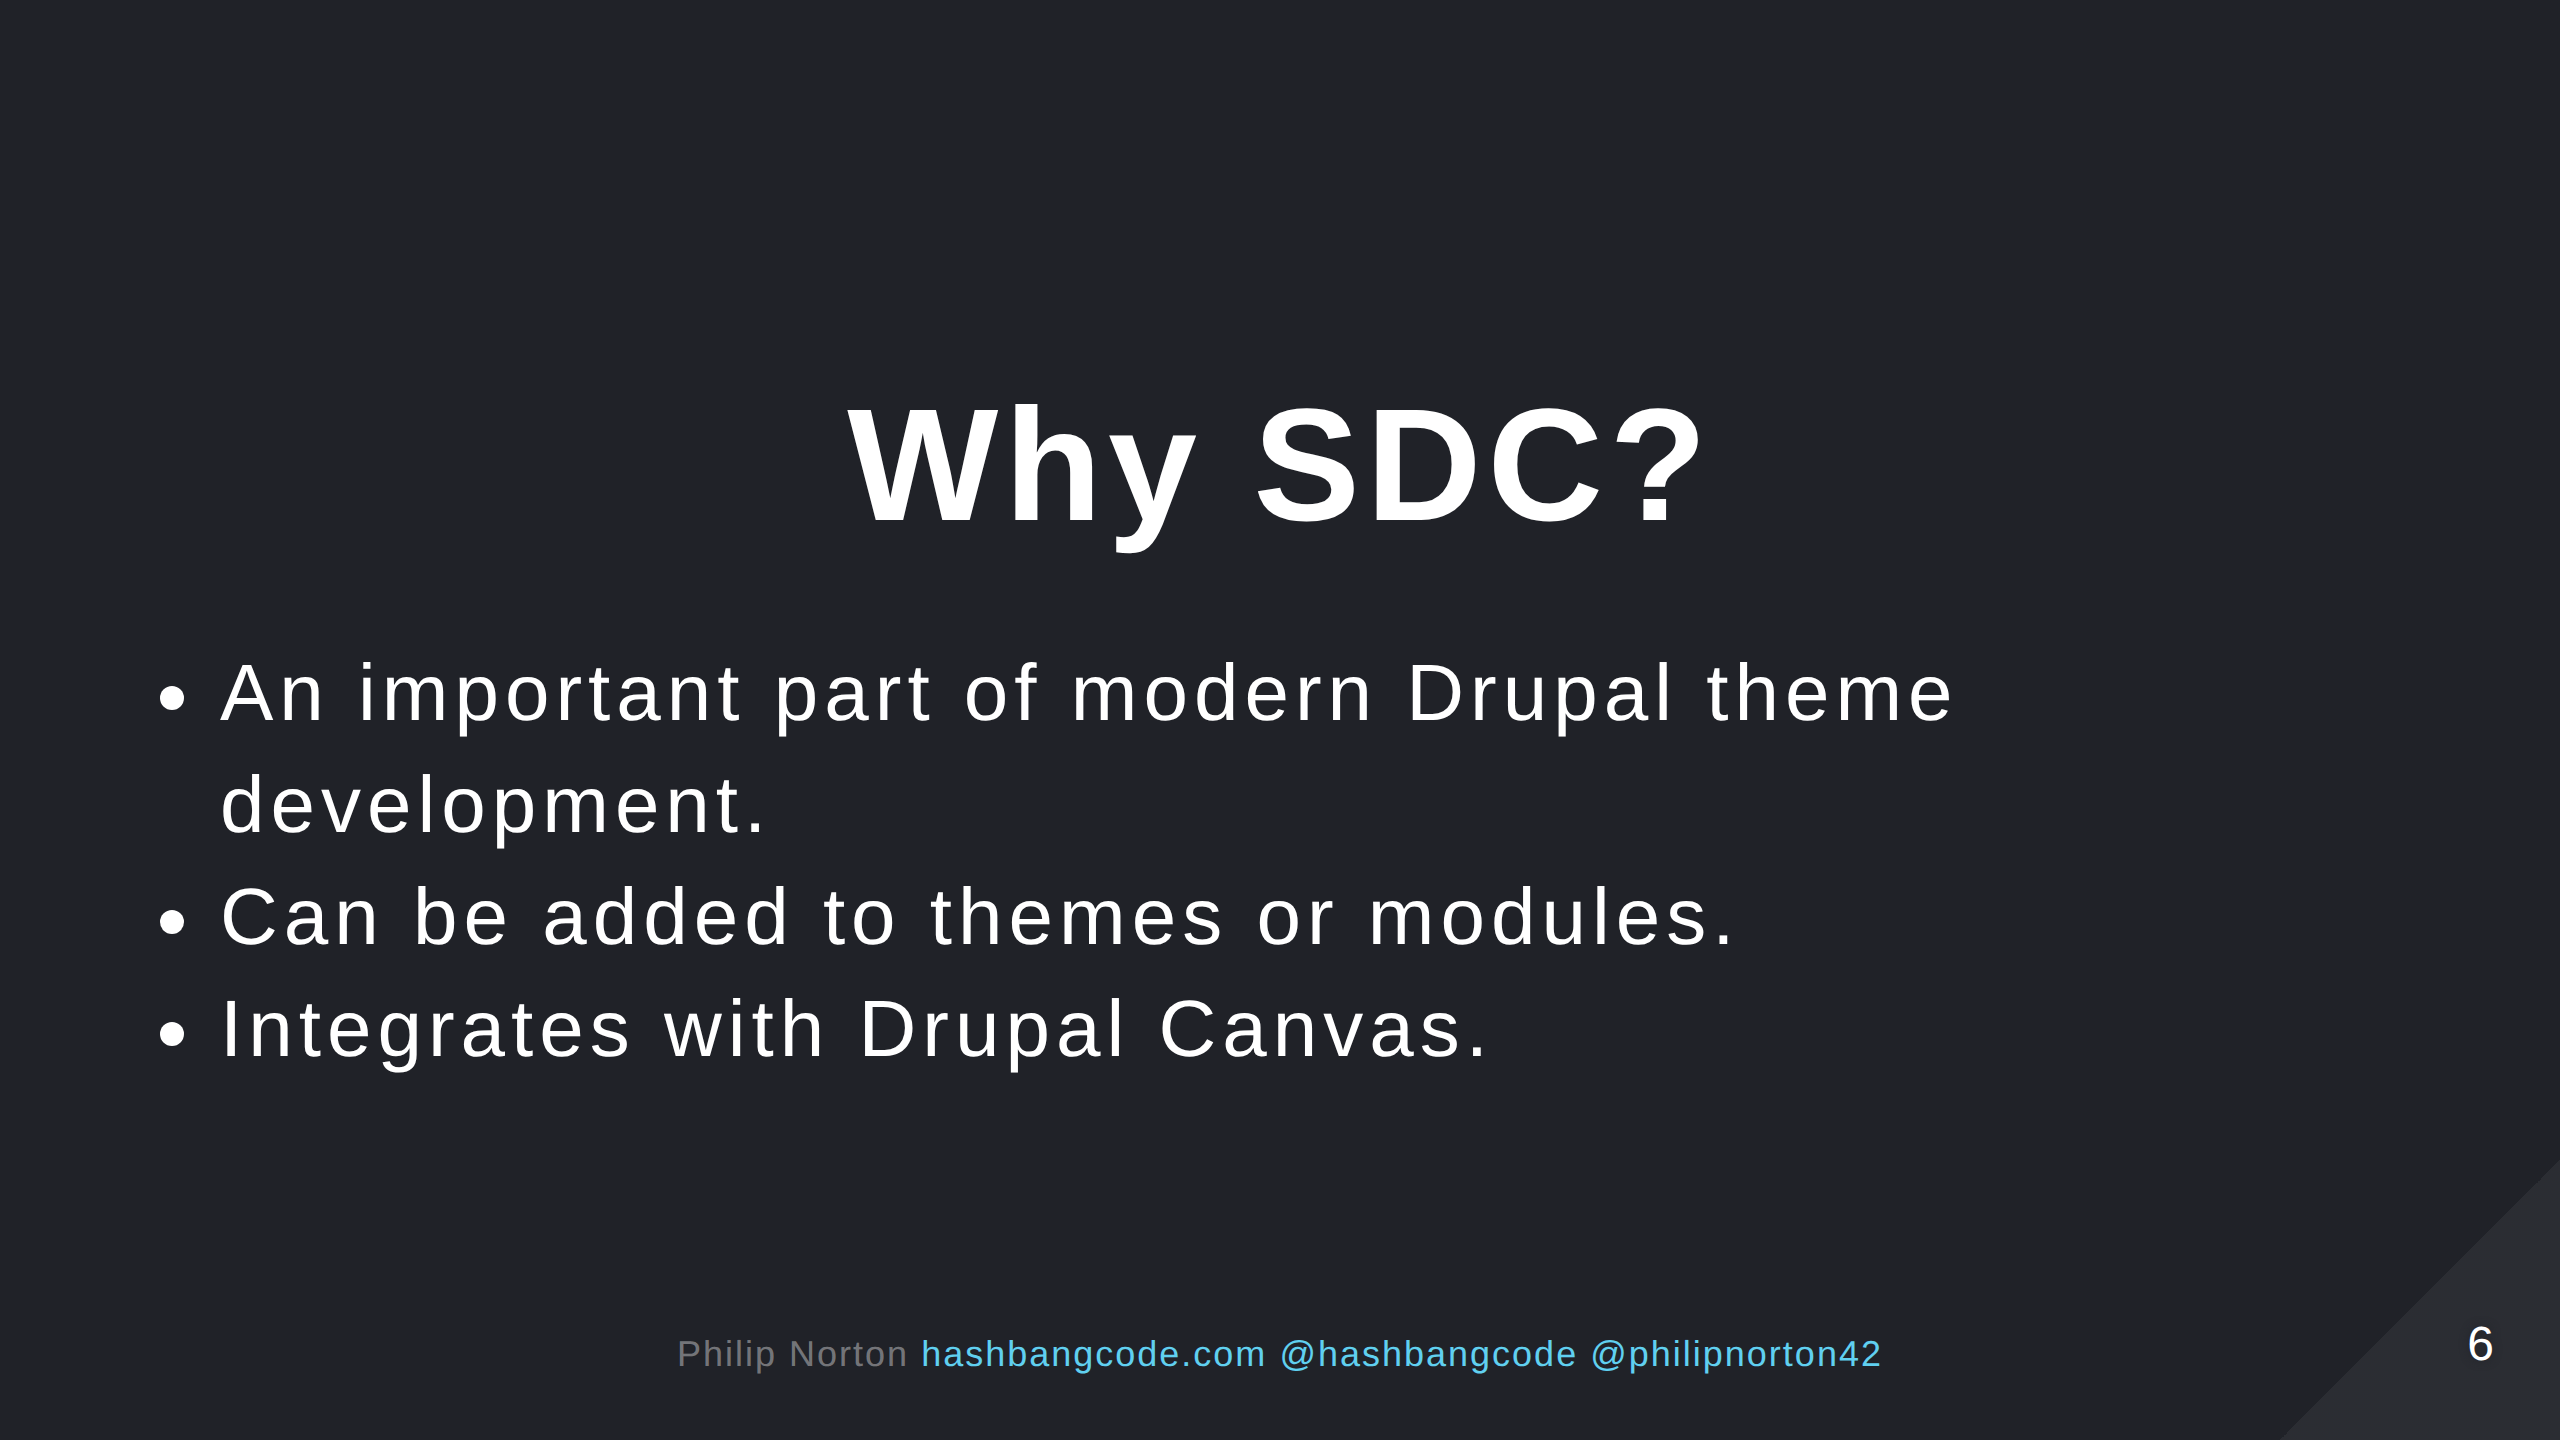 Why SDC?
• An important part of modern Drupal theme
development.
• Can be added to themes or modules.
• Integrates with Drupal Canvas.
Philip Norton hashbangcode.com @hashbangcode @philipnorton42
6